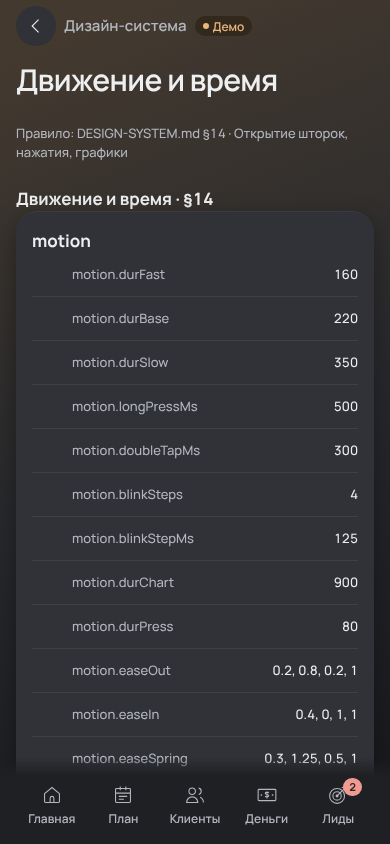 Дизайн-система
Демо
Движение и время
Правило: DESIGN-SYSTEM.md §14 · Открытие шторок,
нажатия, графики
Движение и время · §14
motion
motion.durFast 160
motion.durBase 220
motion.durSlow 350
motion.longPressMs 500
motion.doubleTapMs 300
motion.blinkSteps 4
motion.blinkStepMs 125
motion.durChart 900
motion.durPress 80
motion.easeOut 0.2, 0.8, 0.2, 1
motion.easeIn 0.4, 0, 1, 1
motion.easeSpring 0.3, 1.25, 0.5, 1
2
Главная План Клиенты Деньги Лиды